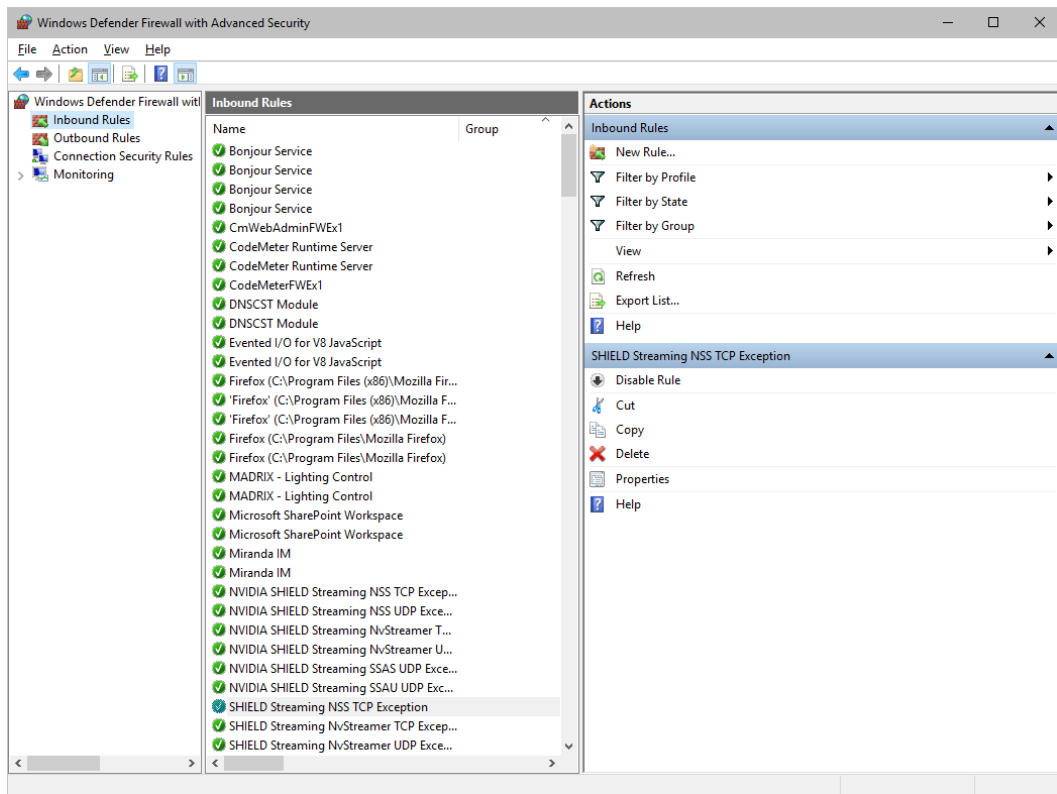 Windows Defender Firewall with Advanced Security
File Action View Help
Windows Defender Firewall with
Inbound Rules
Outbound Rules
Connection Security Rules
Monitoring
Inbound Rules
Name Group
Bonjour Service
Bonjour Service
Bonjour Service
Bonjour Service
CmWebAdminFWEx1
CodeMeter Runtime Server
CodeMeter Runtime Server
CodeMeterFWEx1
DNSCST Module
DNSCST Module
Evented I/O for V8 JavaScript
Evented I/O for V8 JavaScript
Firefox (C:\Program Files (x86)\Mozilla Fir...
'Firefox' (C:\Program Files (x86)\Mozilla F...
'Firefox' (C:\Program Files (x86)\Mozilla F...
Firefox (C:\Program Files\Mozilla Firefox)
Firefox (C:\Program Files\Mozilla Firefox)
MADRIX - Lighting Control
MADRIX - Lighting Control
Microsoft SharePoint Workspace
Microsoft SharePoint Workspace
Miranda IM
Miranda IM
NVIDIA SHIELD Streaming NSS TCP Excep...
NVIDIA SHIELD Streaming NSS UDP Exce...
NVIDIA SHIELD Streaming NvStreamer T...
NVIDIA SHIELD Streaming NvStreamer U...
NVIDIA SHIELD Streaming SSAS UDP Exce...
NVIDIA SHIELD Streaming SSAU UDP Exc...
SHIELD Streaming NSS TCP Exception
SHIELD Streaming NvStreamer TCP Excep...
SHIELD Streaming NvStreamer UDP Exce...
Actions
Inbound Rules
New Rule...
Filter by Profile
Filter by State
Filter by Group
View
Refresh
Export List...
Help
SHIELD Streaming NSS TCP Exception
Disable Rule
Cut
Copy
Delete
Properties
Help